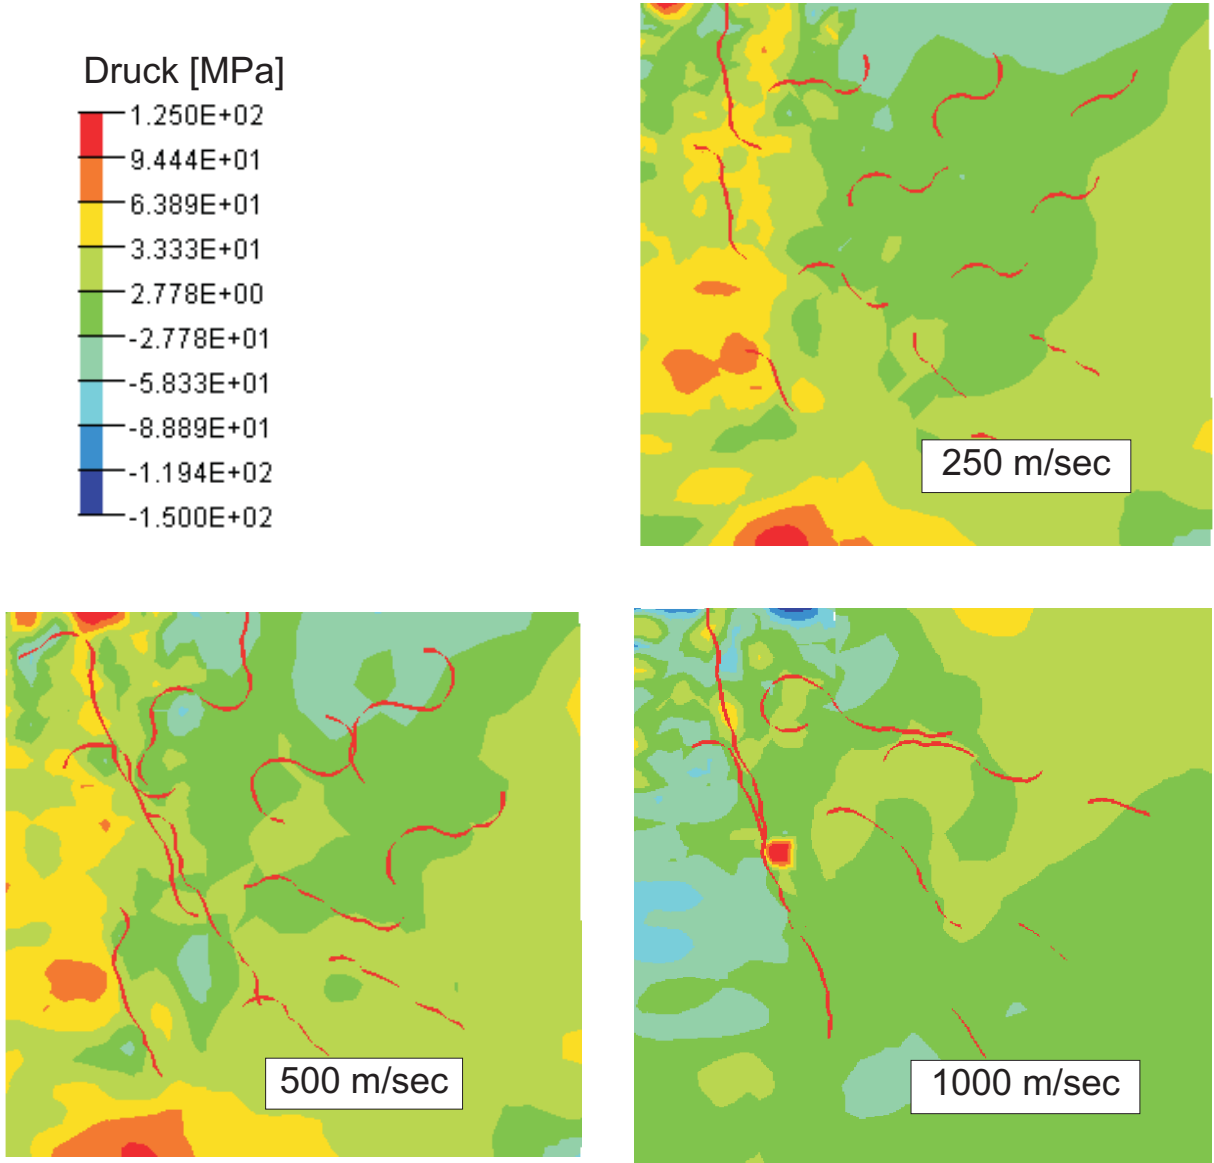 Druck [MPa]
1.250E+02
9.444E+01
6.389E+01
3.333E+01
2.778E+00
-2.778E+01
-5.833E+01
-8.889E+01
-1.194E+02
-1.500E+02
250 m/sec
500 m/sec
1000 m/sec